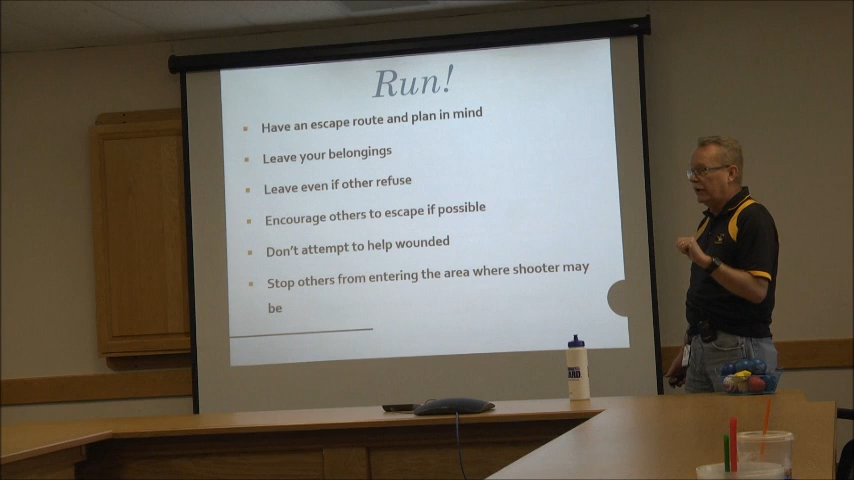 Run!
Have an escape route and plan in mind
Leave your belongings
Leave even if other refuse
Encourage others to escape if possible
Don't attempt to help wounded
Stop others from entering the area where shooter may
be